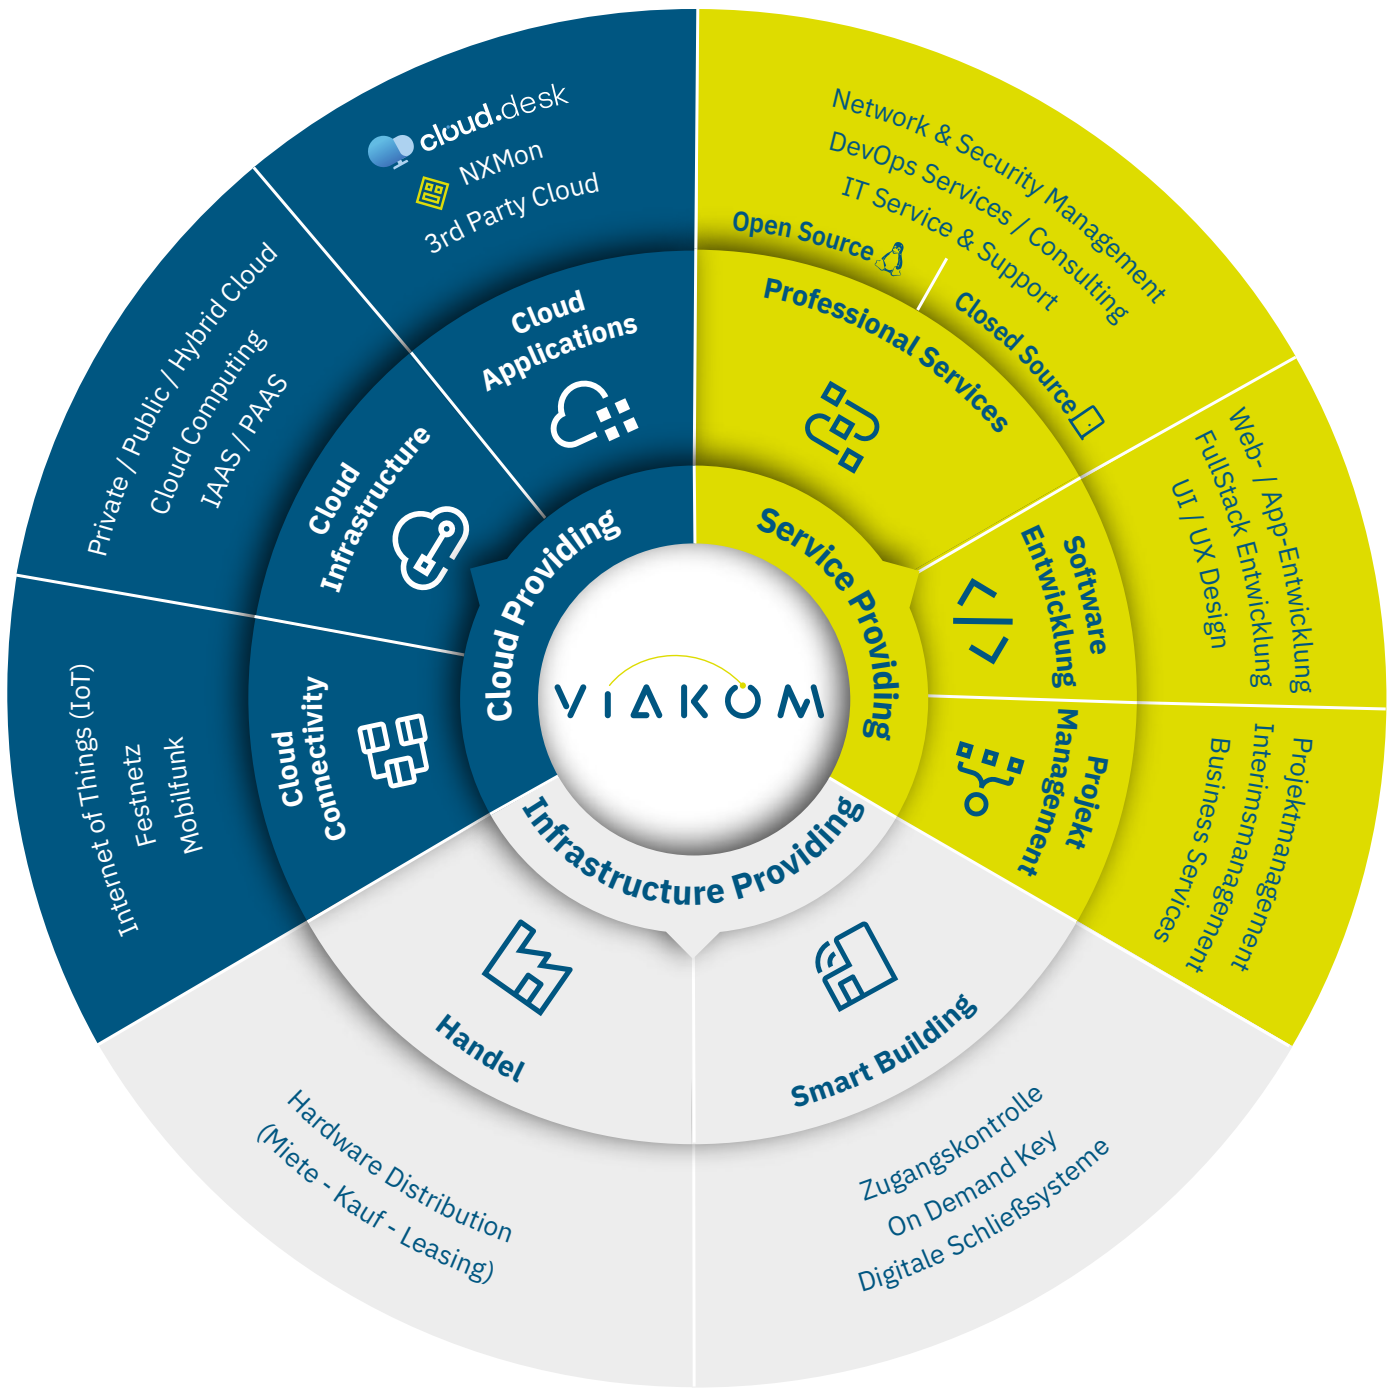 VIAKOM
Cloud Providing
Cloud
Applications
cloud.desk
NXMon
3rd Party Cloud
Cloud
Infrastructure
Private / Public / Hybrid Cloud
Cloud Computing
IAAS / PAAS
Cloud
Connectivity
Internet of Things (IoT)
Festnetz
Mobilfunk
Service Providing
Professional Services
Network & Security Management
DevOps Services / Consulting
IT Service & Support
Open Source
Closed Source
Software
Entwicklung
Web- / App-Entwicklung
FullStack Entwicklung
UI / UX Design
Projekt
Management
Projektmanagement
Interimsmanagement
Business Services
Infrastructure Providing
Handel
Hardware Distribution
(Miete - Kauf - Leasing)
Smart Building
Zugangskontrolle
On Demand Key
Digitale Schließsysteme